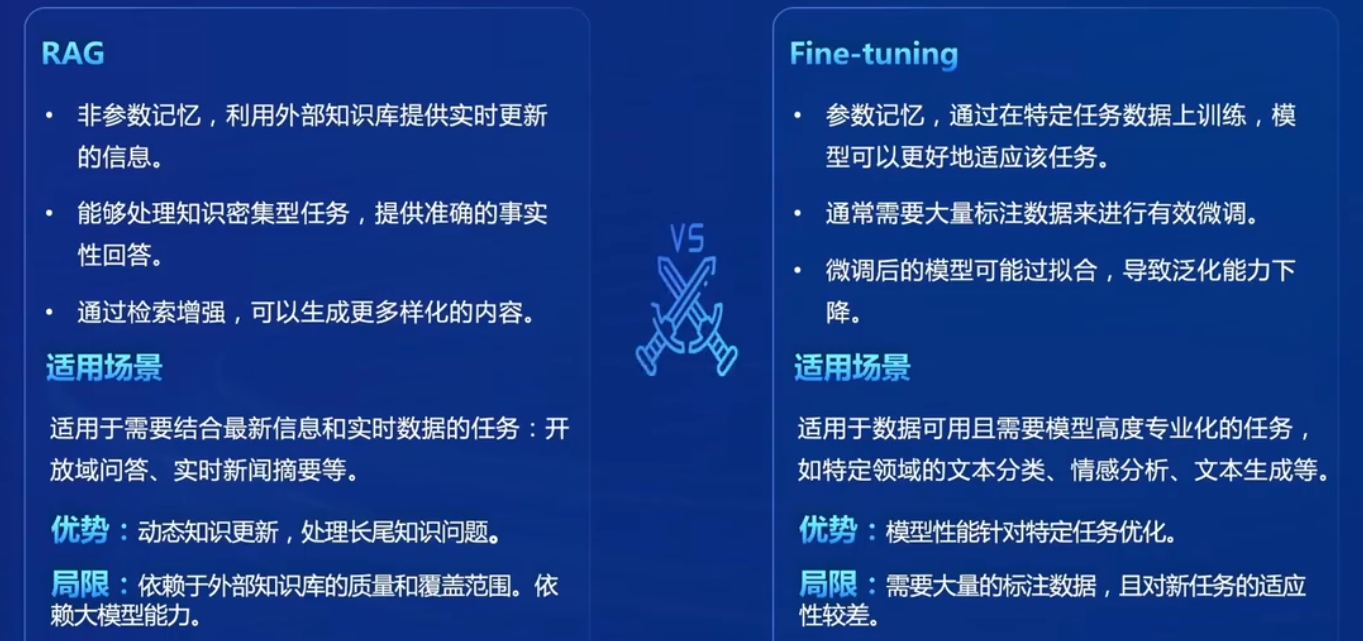 RAG
• 非参数记忆，利用外部知识库提供实时更新
的信息。
• 能够处理知识密集型任务，提供准确的事实
性回答。
• 通过检索增强，可以生成更多样化的内容。
适用场景
适用于需要结合最新信息和实时数据的任务：开
放域问答、实时新闻摘要等。
优势：动态知识更新，处理长尾知识问题。
局限：依赖于外部知识库的质量和覆盖范围。依
赖大模型能力。
VS
Fine-tuning
• 参数记忆，通过在特定任务数据上训练，模
型可以更好地适应该任务。
• 通常需要大量标注数据来进行有效微调。
• 微调后的模型可能过拟合，导致泛化能力下
降。
适用场景
适用于数据可用且需要模型高度专业化的任务，
如特定领域的文本分类、情感分析、文本生成等。
优势：模型性能针对特定任务优化。
局限：需要大量的标注数据，且对新任务的适应
性较差。